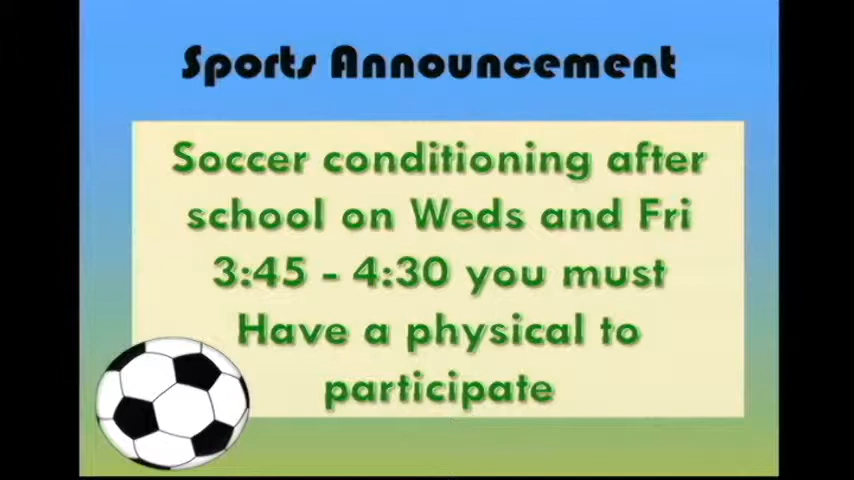 Sports Announcement
Soccer conditioning after
school on Weds and Fri
3:45 - 4:30 you must
Have a physical to
participate